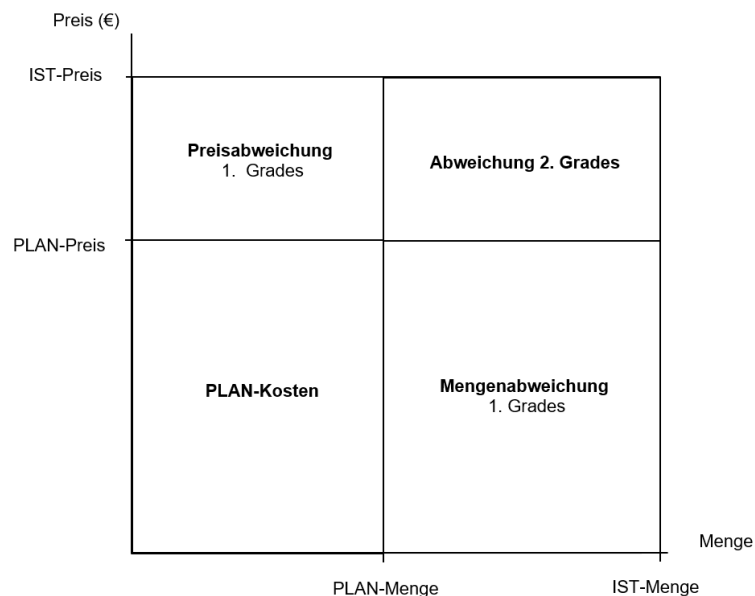 Preis (€)
IST-Preis
Preisabweichung
1. Grades
Abweichung 2. Grades
PLAN-Preis
PLAN-Kosten
Mengenabweichung
1. Grades
Menge
PLAN-Menge
IST-Menge